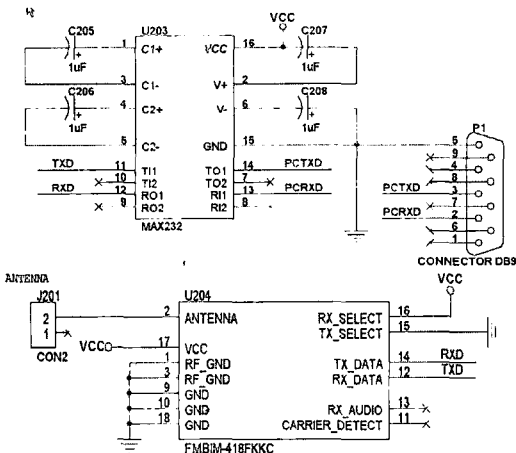 C205
U203
VCC
C207
1 C1+ VCC 16
1uF
1uF
3 C1- V+ 2
C206
4 C2+ V- 6
C208
1uF
1uF
5 C2- GND 15
TXD 11 TI1 TO1 14 PCTXD
10 TI2 TO2 7
RXD 12 RO1 RI1 13 PCRXD
9 RO2 RI2 8
MAX232
P1
5
9
4
8
PCTXD 3
7
PCRXD 2
6
1
CONNECTOR DB9
ANTENNA
J201
2
1
CON2
U204
VCC
2 ANTENNA RX_SELECT 16
TX_SELECT 15
VCC 17 VCC
1 RF_GND TX_DATA 14 RXD
3 RF_GND RX_DATA 12 TXD
9 GND
10 GND RX_AUDIO 13
18 GND CARRIER_DETECT 11
FMBIM-418FKKC